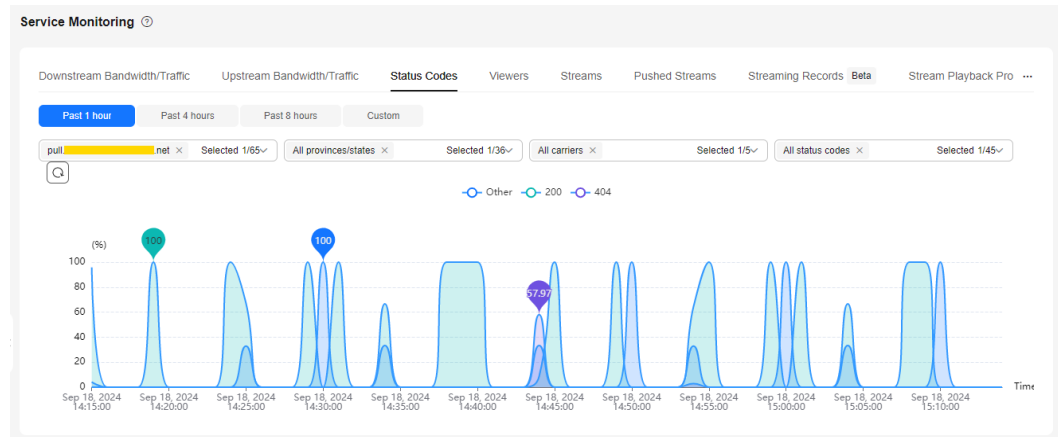 Service Monitoring ?
Downstream Bandwidth/Traffic Upstream Bandwidth/Traffic Status Codes Viewers Streams Pushed Streams Streaming Records Beta Stream Playback Pro ...
Past 1 hour Past 4 hours Past 8 hours Custom
pull. .net × Selected 1/65 All provinces/states × Selected 1/36 All carriers × Selected 1/5 All status codes × Selected 1/45
Other 200 404
100 100
(%)
100
80
57.97
60
40
20
0
Time
Sep 18, 2024 Sep 18, 2024 Sep 18, 2024 Sep 18, 2024 Sep 18, 2024 Sep 18, 2024 Sep 18, 2024 Sep 18, 2024 Sep 18, 2024 Sep 18, 2024 Sep 18, 2024 Sep 18, 2024
14:15:00 14:20:00 14:25:00 14:30:00 14:35:00 14:40:00 14:45:00 14:50:00 14:55:00 15:00:00 15:05:00 15:10:00